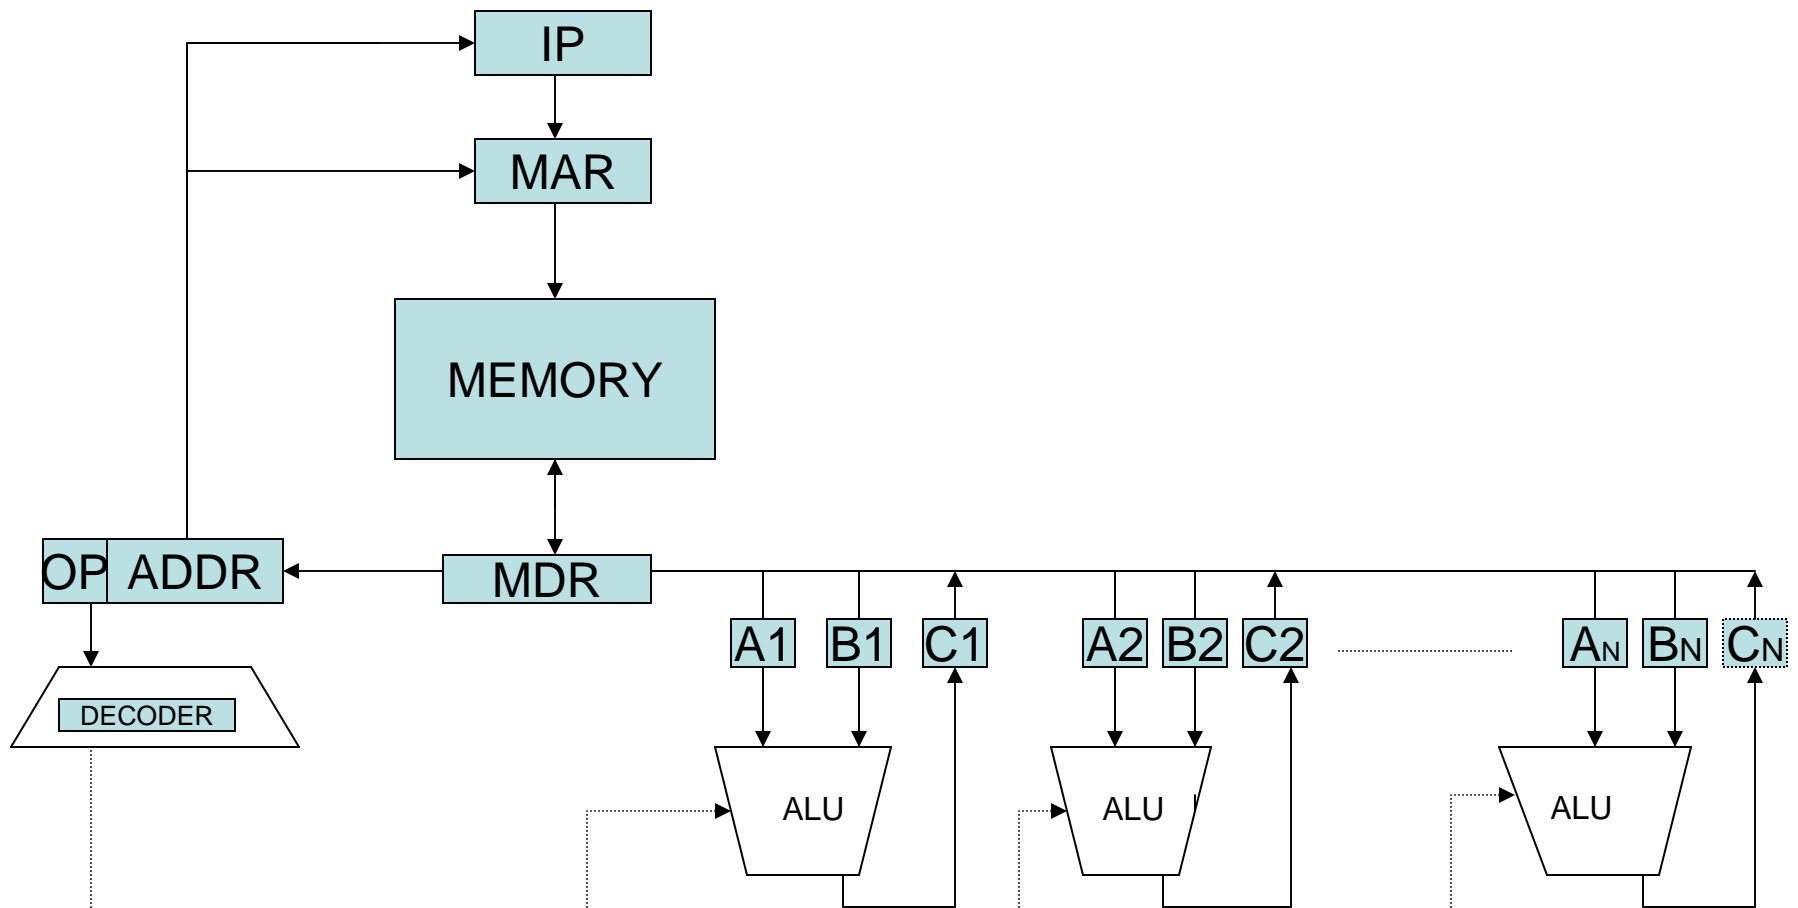 IP
MAR
MEMORY
OP ADDR
MDR
A1 B1 C1 A2 B2 C2 AN BN CN
DECODER
ALU ALU ALU